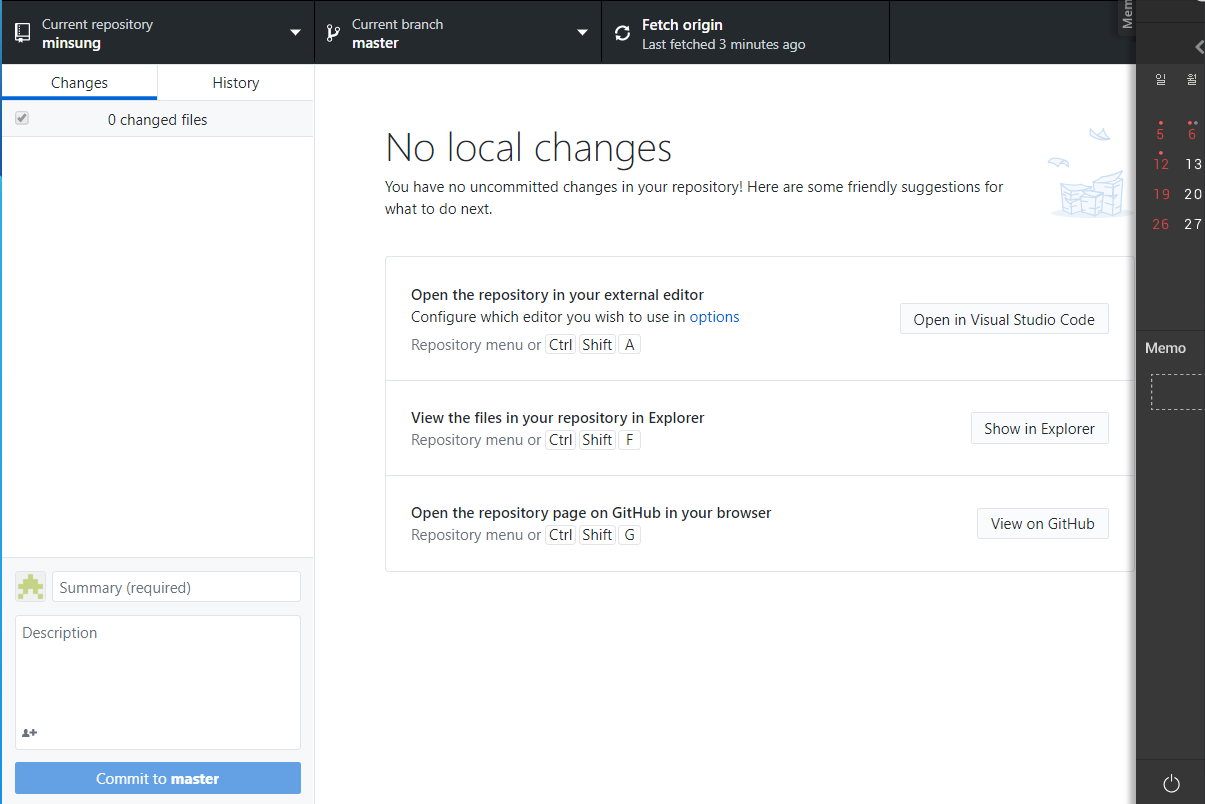 Current repository
minsung
Current branch
master
Fetch origin
Last fetched 3 minutes ago
Changes
History
0 changed files
No local changes
You have no uncommitted changes in your repository! Here are some friendly suggestions for
what to do next.
Open the repository in your external editor
Configure which editor you wish to use in options
Repository menu or Ctrl Shift A
Open in Visual Studio Code
View the files in your repository in Explorer
Repository menu or Ctrl Shift F
Show in Explorer
Open the repository page on GitHub in your browser
Repository menu or Ctrl Shift G
View on GitHub
Summary (required)
Description
Commit to master
일 월
5 6
12 13
19 20
26 27
Memo